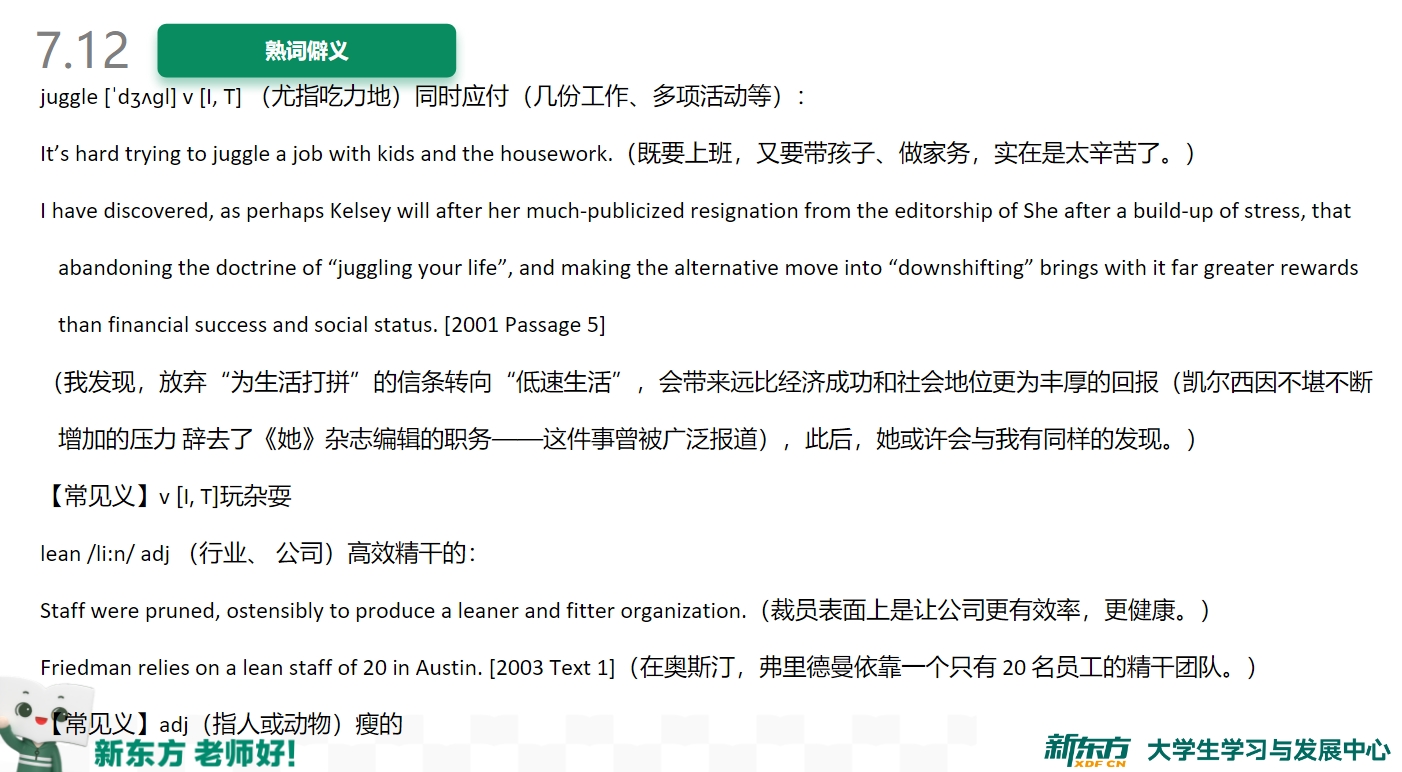 7.12 熟词僻义
juggle [ˈdʒʌɡl] v [I, T] （尤指吃力地）同时应付（几份工作、多项活动等）：
It’s hard trying to juggle a job with kids and the housework.（既要上班，又要带孩子、做家务，实在是太辛苦了。）
I have discovered, as perhaps Kelsey will after her much-publicized resignation from the editorship of She after a build-up of stress, that
abandoning the doctrine of “juggling your life”, and making the alternative move into “downshifting” brings with it far greater rewards
than financial success and social status. [2001 Passage 5]
（我发现，放弃“为生活打拼”的信条转向“低速生活”，会带来远比经济成功和社会地位更为丰厚的回报（凯尔西因不堪不断
增加的压力 辞去了《她》杂志编辑的职务——这件事曾被广泛报道），此后，她或许会与我有同样的发现。）
【常见义】v [I, T]玩杂耍
lean /li:n/ adj （行业、 公司）高效精干的：
Staff were pruned, ostensibly to produce a leaner and fitter organization.（裁员表面上是让公司更有效率，更健康。）
Friedman relies on a lean staff of 20 in Austin. [2003 Text 1]（在奥斯汀，弗里德曼依靠一个只有 20 名员工的精干团队。）
【常见义】adj（指人或动物）瘦的
新东方 老师好!
新东方 XDF.CN 大学生学习与发展中心